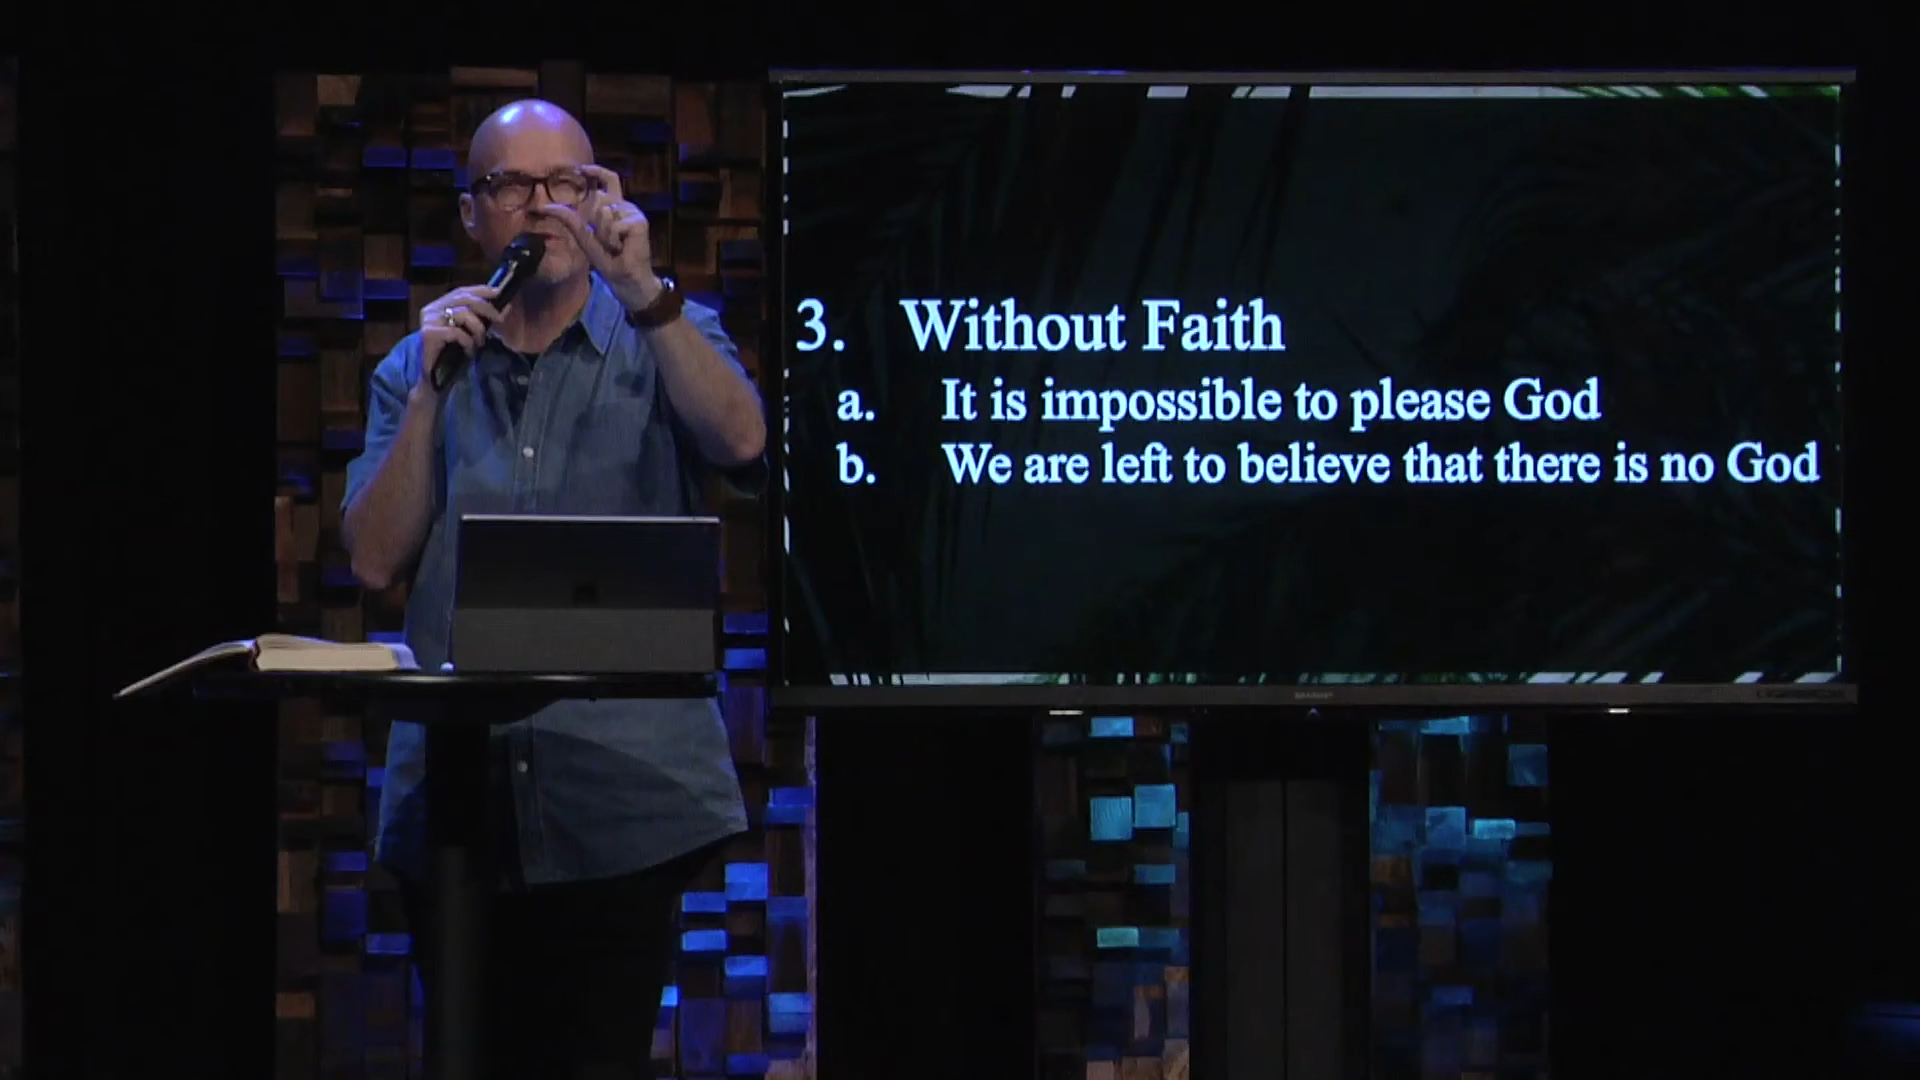 3. Without Faith
a. It is impossible to please God
b. We are left to believe that there is no God